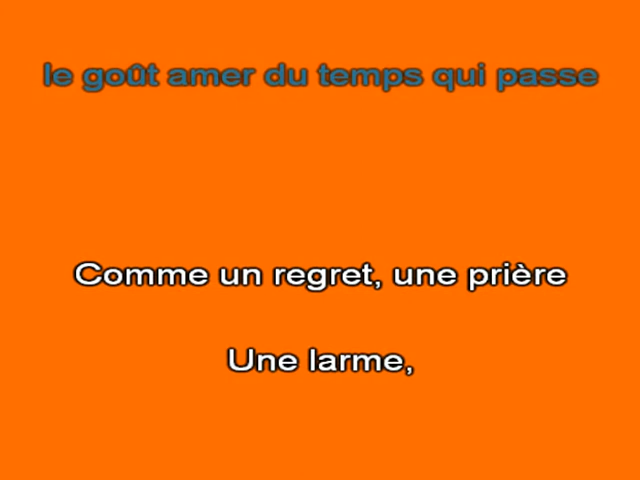 le goût amer du temps qui passe
Comme un regret, une prière
Une larme,